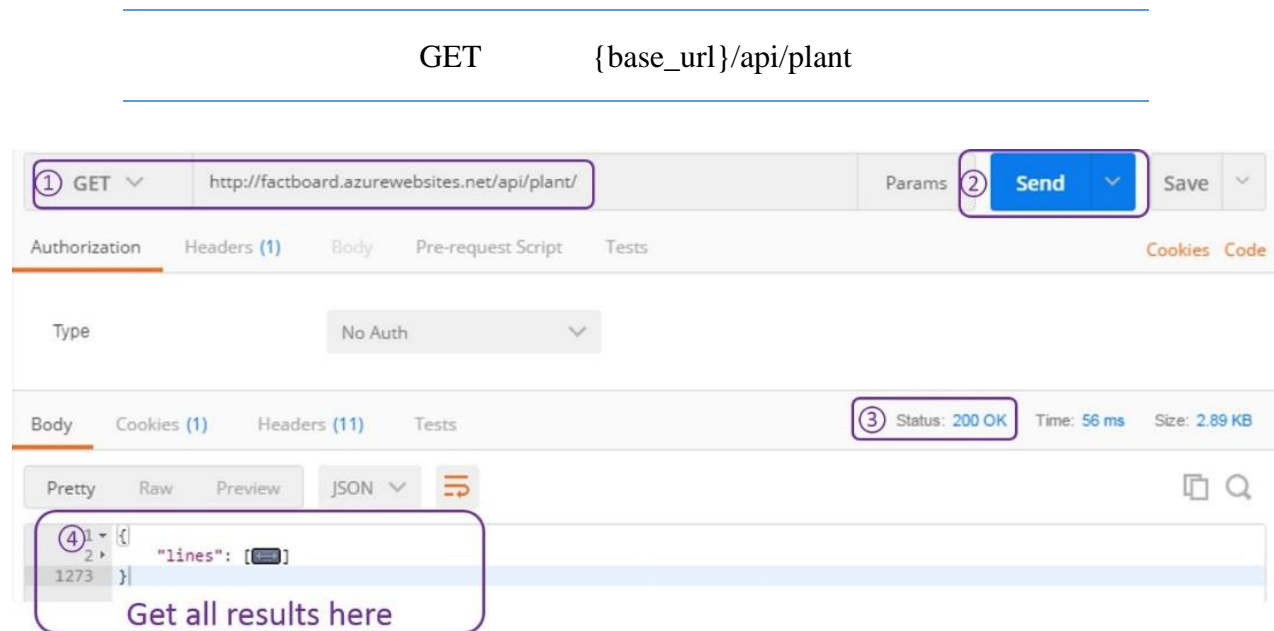 GET {base_url}/api/plant
① GET http://factboard.azurewebsites.net/api/plant/ Params ② Send Save
Authorization Headers (1) Body Pre-request Script Tests Cookies Code
Type No Auth
Body Cookies (1) Headers (11) Tests ③ Status: 200 OK Time: 56 ms Size: 2.89 KB
Pretty Raw Preview JSON
④ 1 {
2 "lines": []
1273 }
Get all results here